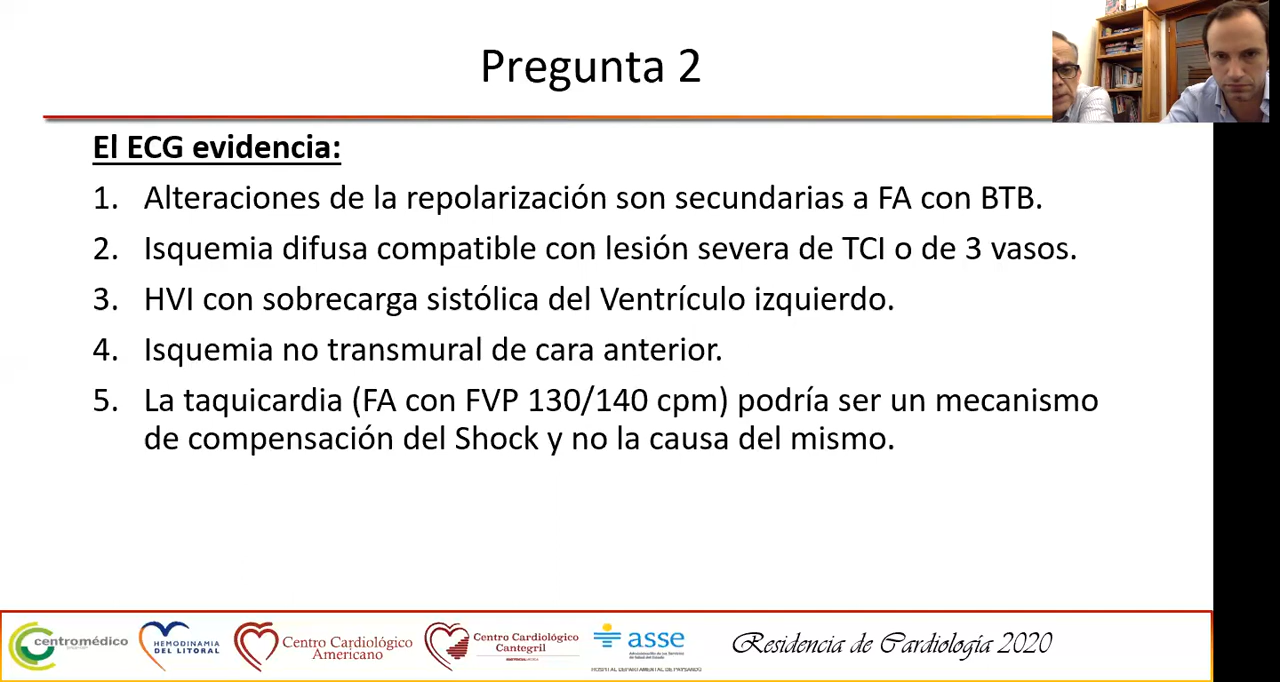 Pregunta 2
El ECG evidencia:
1. Alteraciones de la repolarización son secundarias a FA con BTB.
2. Isquemia difusa compatible con lesión severa de TCI o de 3 vasos.
3. HVI con sobrecarga sistólica del Ventrículo izquierdo.
4. Isquemia no transmural de cara anterior.
5. La taquicardia (FA con FVP 130/140 cpm) podría ser un mecanismo
de compensación del Shock y no la causa del mismo.
centromédico
HEMODINAMIA
DEL LITORAL
Centro Cardiológico
Americano
Centro Cardiológico
Cantegril
asse
HOSPITAL DEPARTAMENTAL DE PAYSANDÚ
Residencia de Cardiología 2020